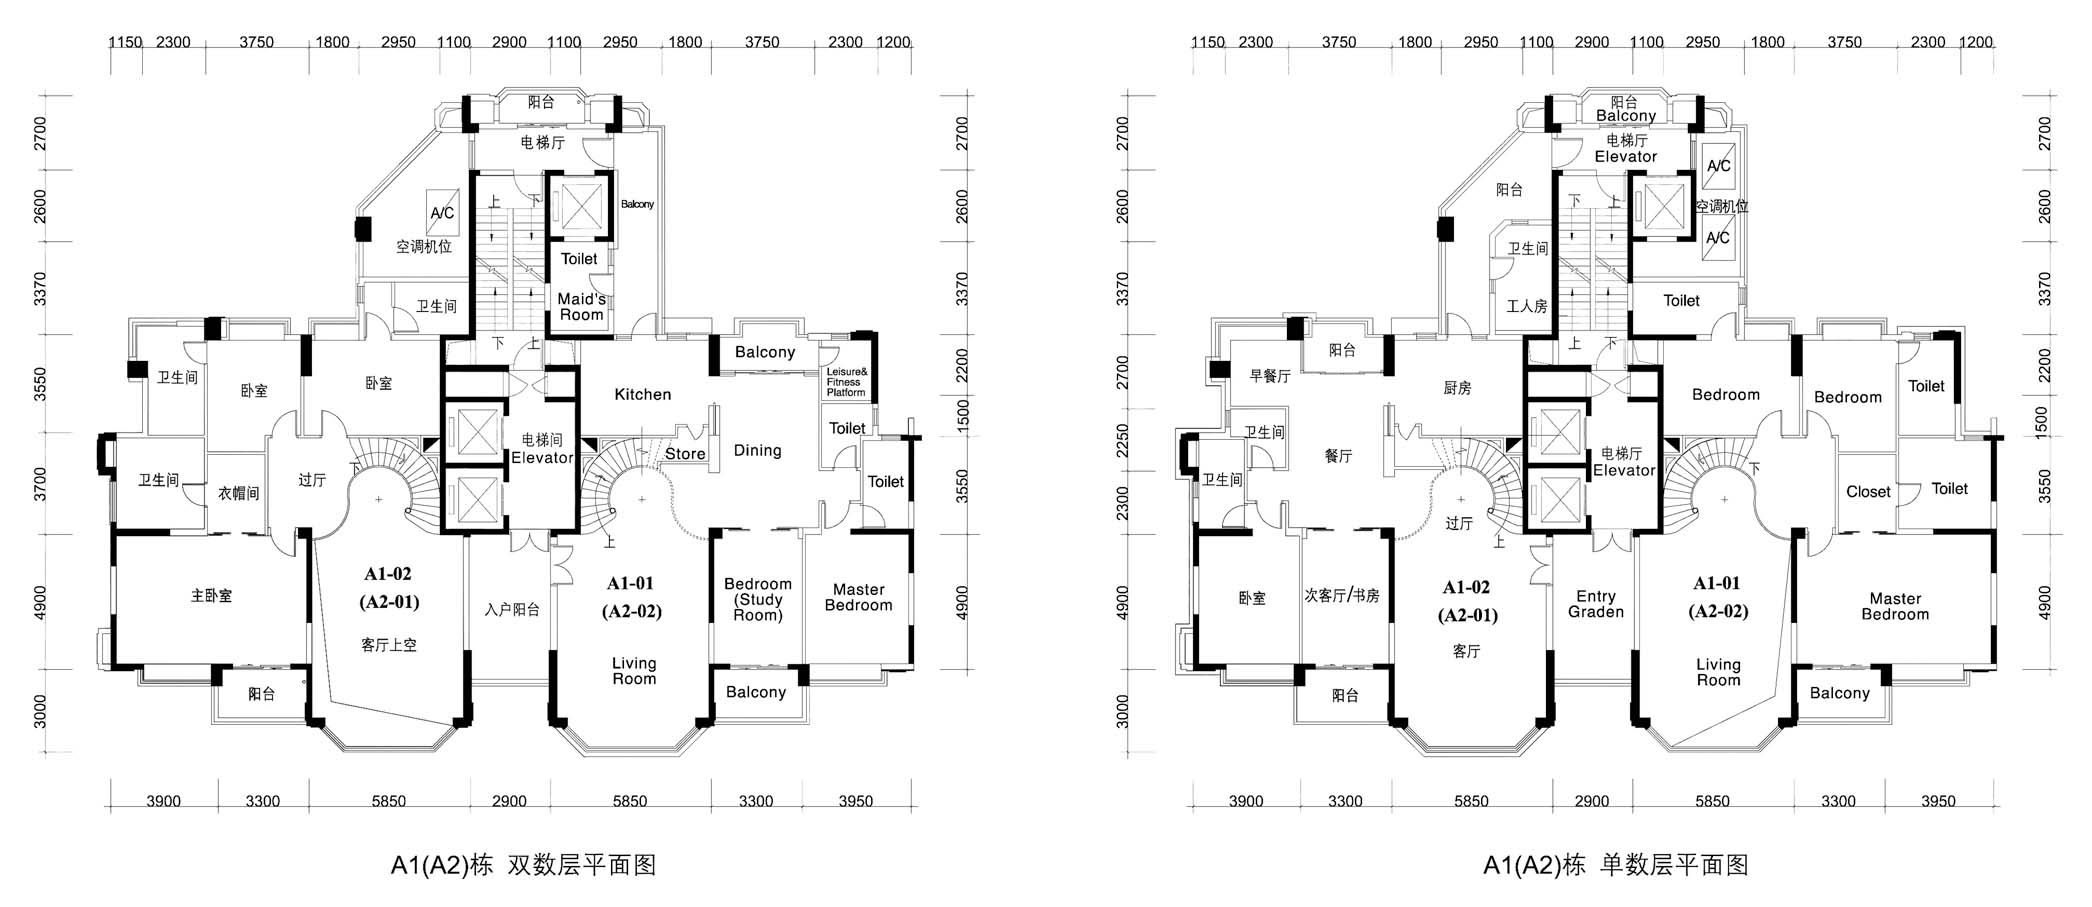 1150 2300 3750 1800 2950 1100 2900 1100 2950 1800 3750 2300 1200
2700
2600
3370
3550
3700
4900
3000
2700
2600
3370
2200
1500
3550
4900
阳台
电梯厅
A/C
空调机位
上 下
Balcony
Toilet
Maid's
Room
卫生间
下 上
卫生间
卧室
卧室
Kitchen
Balcony
Leisure&
Fitness
Platform
Toilet
电梯间
Elevator
Store
Dining
卫生间
衣帽间
过厅
下
Toilet
上
主卧室
A1-02
(A2-01)
客厅上空
入户阳台
A1-01
(A2-02)
Living
Room
Bedroom
(Study
Room)
Master
Bedroom
阳台
Balcony
3900 3300 5850 2900 5850 3300 3950
A1(A2)栋 双数层平面图
1150 2300 3750 1800 2950 1100 2900 1100 2950 1800 3750 2300 1200
2700
2600
3370
2700
2250
2300
4900
3000
2700
2600
3370
2200
1500
3550
4900
阳台
Balcony
电梯厅
Elevator
A/C
空调机位
A/C
阳台
下 上
卫生间
工人房
Toilet
上 下
阳台
早餐厅
厨房
Bedroom
Bedroom
Toilet
卫生间
餐厅
电梯厅
Elevator
下
卫生间
Closet
Toilet
过厅
上
卧室
次客厅/书房
A1-02
(A2-01)
客厅
Entry
Graden
A1-01
(A2-02)
Living
Room
Master
Bedroom
阳台
Balcony
3900 3300 5850 2900 5850 3300 3950
A1(A2)栋 单数层平面图